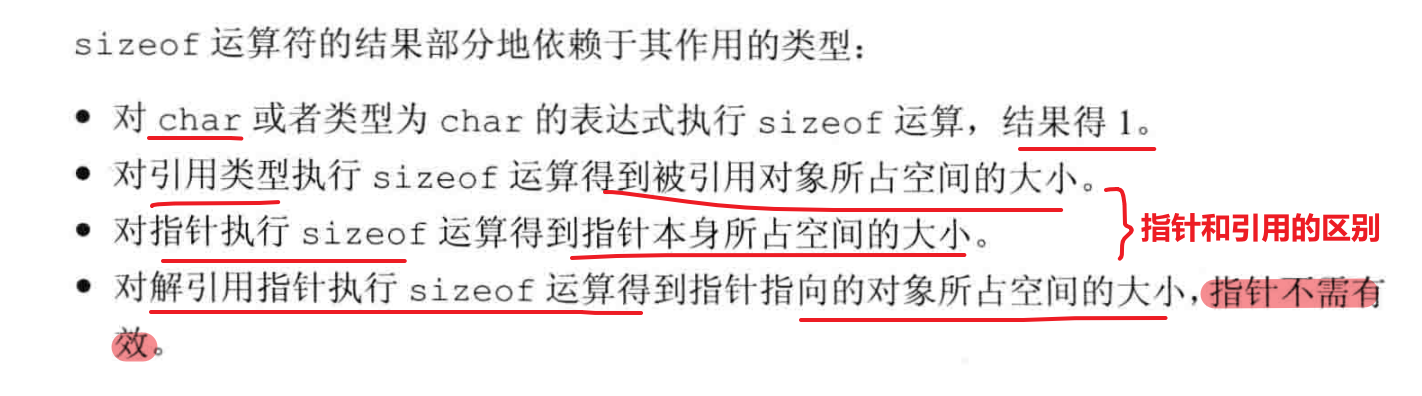 sizeof 运算符的结果部分地依赖于其作用的类型：
• 对 char 或者类型为 char 的表达式执行 sizeof 运算，结果得 1。
• 对引用类型执行 sizeof 运算得到被引用对象所占空间的大小。
• 对指针执行 sizeof 运算得到指针本身所占空间的大小。
指针和引用的区别
• 对解引用指针执行 sizeof 运算得到指针指向的对象所占空间的大小，指针不需有
效。